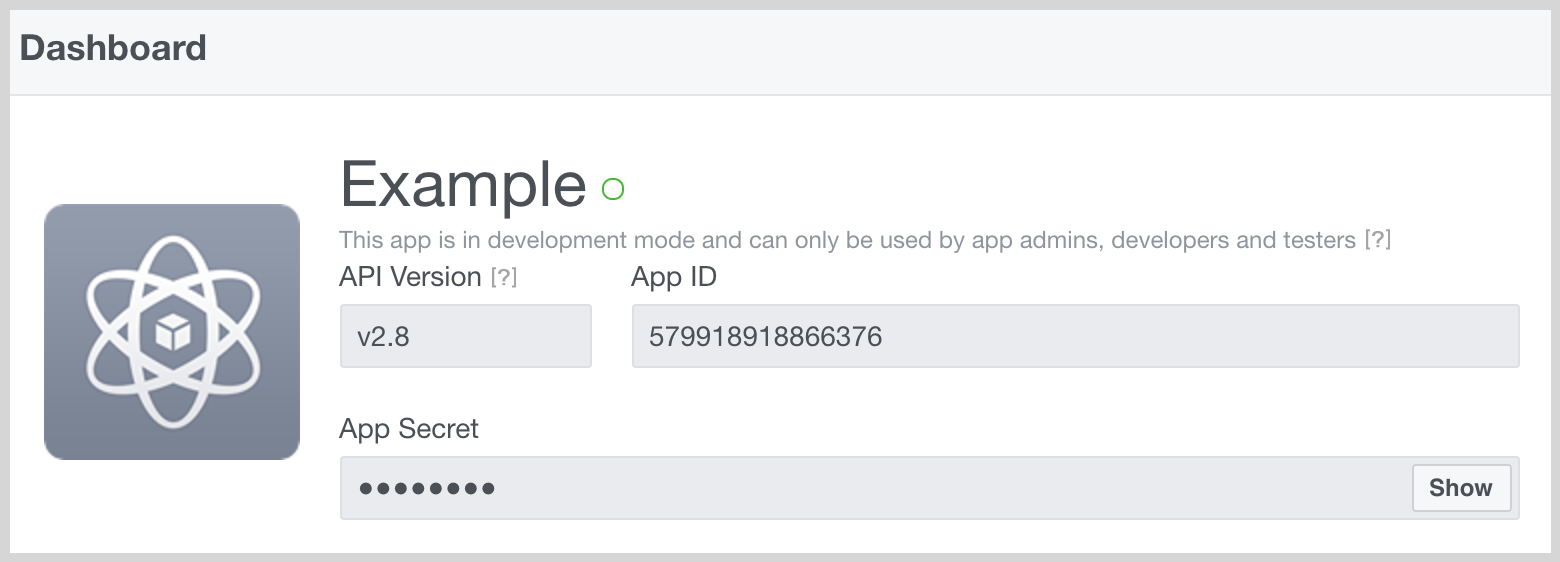 Dashboard
Example
This app is in development mode and can only be used by app admins, developers and testers [?]
API Version [?]
App ID
v2.8
579918918866376
App Secret
••••••••
Show